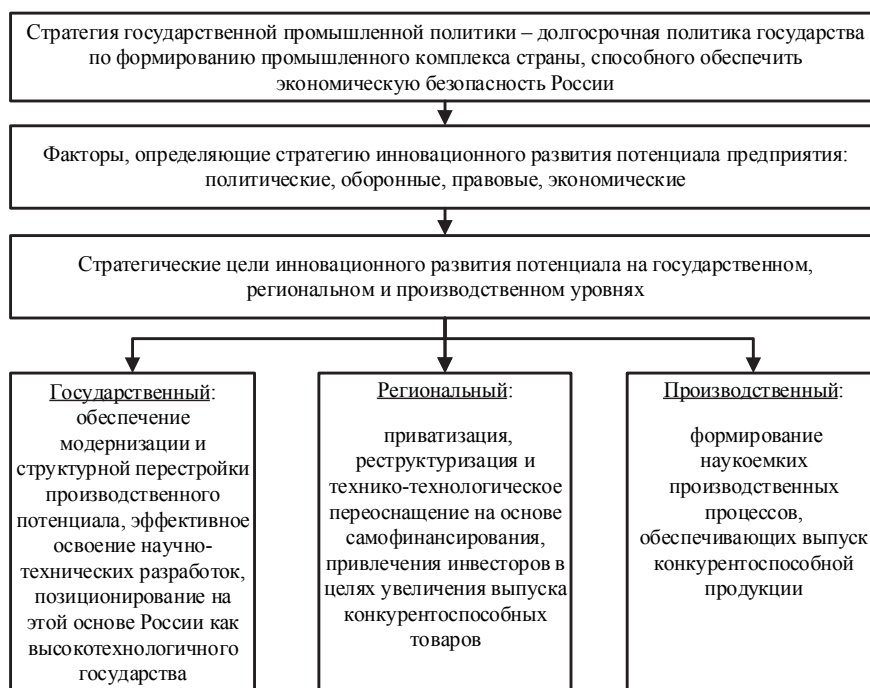 Стратегия государственной промышленной политики – долгосрочная политика государства
по формированию промышленного комплекса страны, способного обеспечить
экономическую безопасность России
Факторы, определяющие стратегию инновационного развития потенциала предприятия:
политические, оборонные, правовые, экономические
Стратегические цели инновационного развития потенциала на государственном,
региональном и производственном уровнях
Государственный:
обеспечение
модернизации и
структурной перестройки
производственного
потенциала, эффективное
освоение научно-
технических разработок,
позиционирование на
этой основе России как
высокотехнологичного
государства
Региональный:
приватизация,
реструктуризация и
технико-технологическое
переоснащение на основе
самофинансирования,
привлечения инвесторов в
целях увеличения выпуска
конкурентоспособных
товаров
Производственный:
формирование
наукоемких
производственных
процессов,
обеспечивающих выпуск
конкурентоспособной
продукции